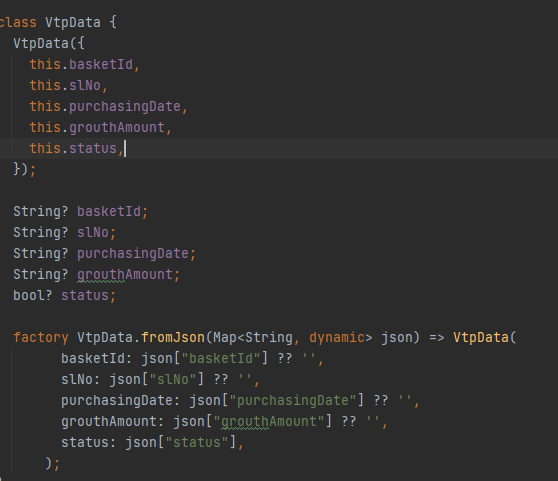 class VtpData {
VtpData({
this.basketId,
this.slNo,
this.purchasingDate,
this.grouthAmount,
this.status,
});
String? basketId;
String? slNo;
String? purchasingDate;
String? grouthAmount;
bool? status;
factory VtpData.fromJson(Map<String, dynamic> json) => VtpData(
basketId: json["basketId"] ?? '',
slNo: json["slNo"] ?? '',
purchasingDate: json["purchasingDate"] ?? '',
grouthAmount: json["grouthAmount"] ?? '',
status: json["status"],
);